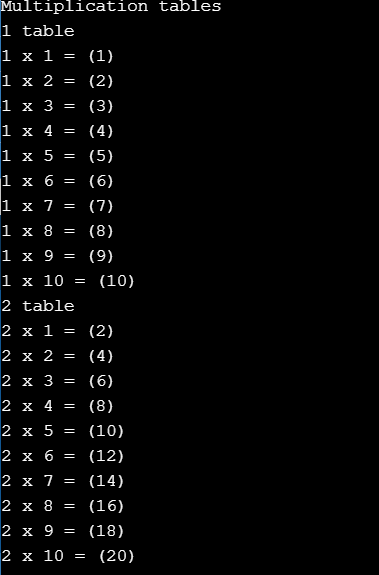 Multiplication tables
1 table
1 x 1 = (1)
1 x 2 = (2)
1 x 3 = (3)
1 x 4 = (4)
1 x 5 = (5)
1 x 6 = (6)
1 x 7 = (7)
1 x 8 = (8)
1 x 9 = (9)
1 x 10 = (10)
2 table
2 x 1 = (2)
2 x 2 = (4)
2 x 3 = (6)
2 x 4 = (8)
2 x 5 = (10)
2 x 6 = (12)
2 x 7 = (14)
2 x 8 = (16)
2 x 9 = (18)
2 x 10 = (20)